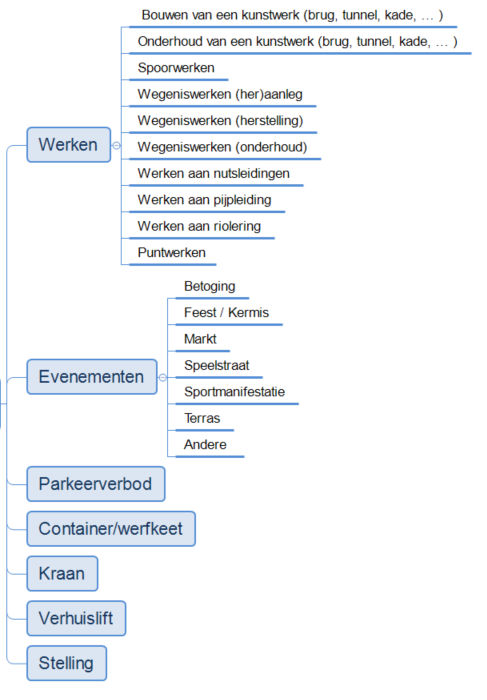 Werken
Bouwen van een kunstwerk (brug, tunnel, kade, … )
Onderhoud van een kunstwerk (brug, tunnel, kade, … )
Spoorwerken
Wegeniswerken (her)aanleg
Wegeniswerken (herstelling)
Wegeniswerken (onderhoud)
Werken aan nutsleidingen
Werken aan pijpleiding
Werken aan riolering
Puntwerken
Evenementen
Betoging
Feest / Kermis
Markt
Speelstraat
Sportmanifestatie
Terras
Andere
Parkeerverbod
Container/werfkeet
Kraan
Verhuislift
Stelling